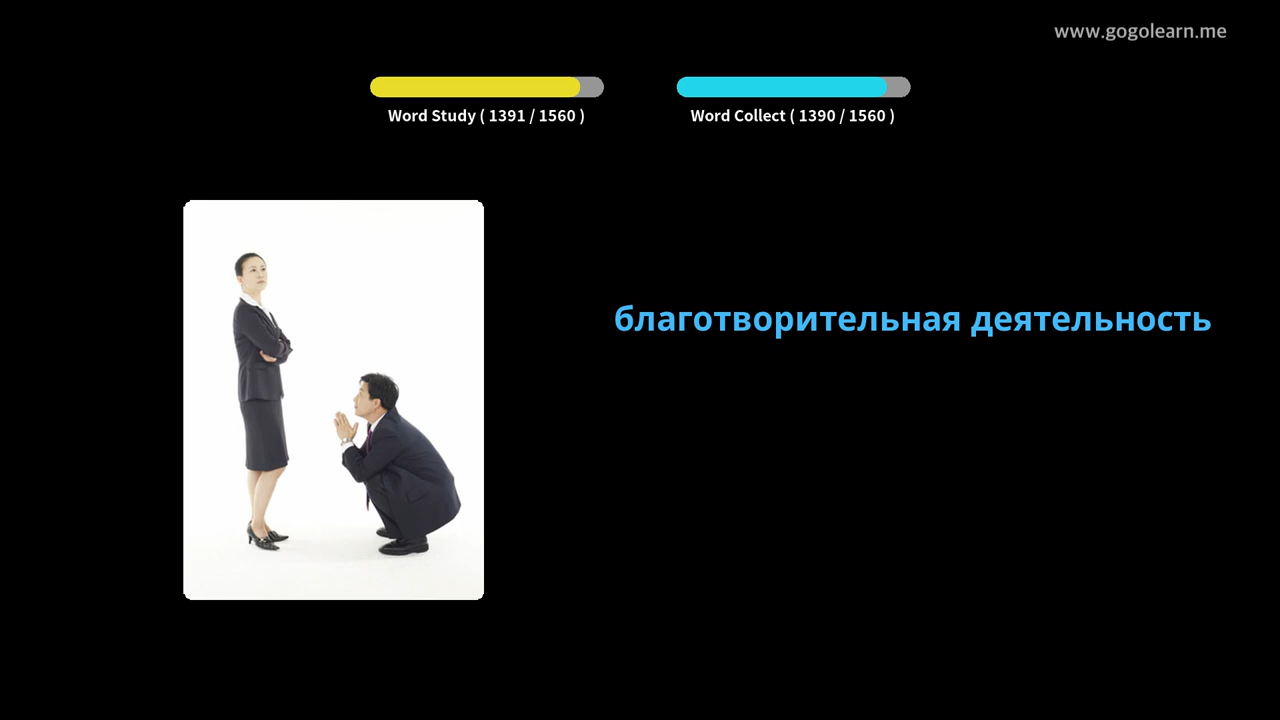 www.gogolearn.me
Word Study ( 1391 / 1560 )
Word Collect ( 1390 / 1560 )
благотворительная деятельность